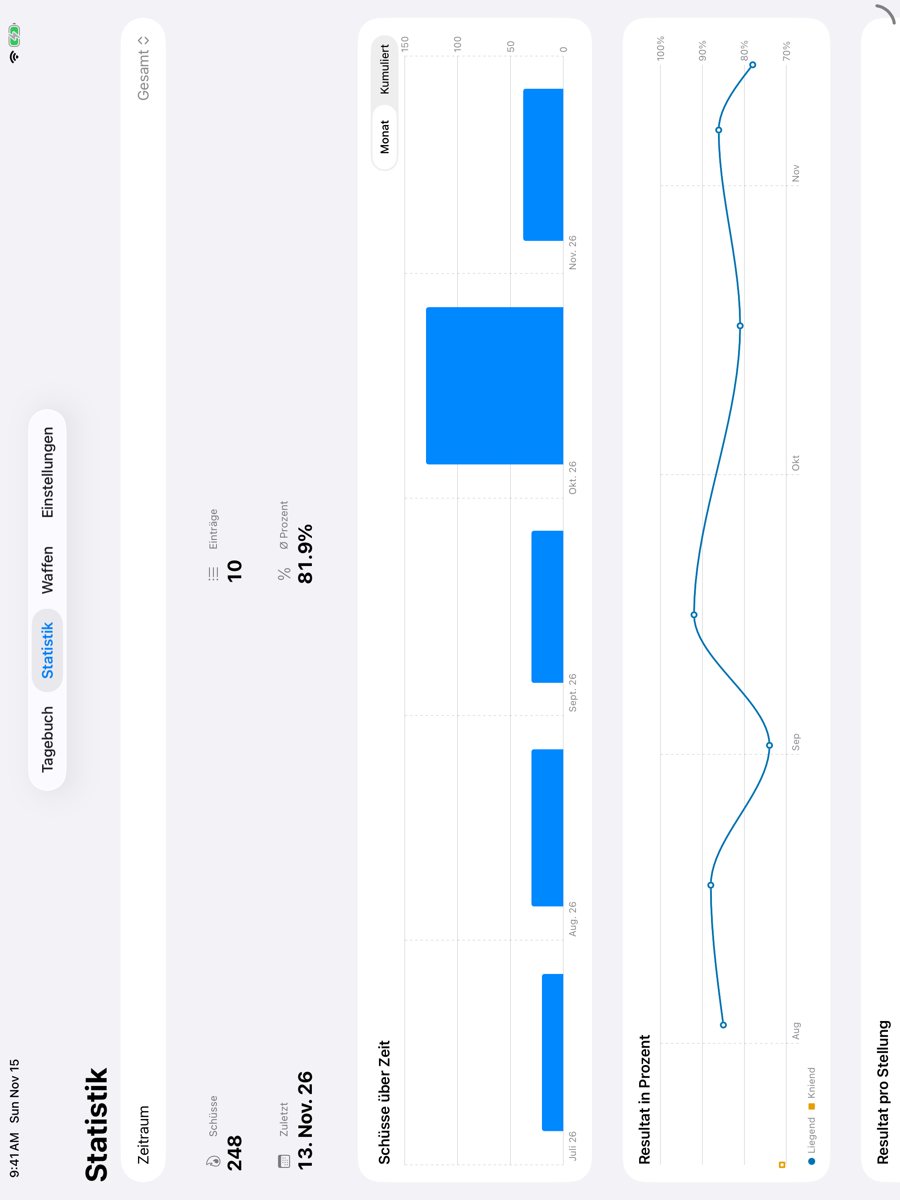 9:41 AM Sun Nov 15
Tagebuch Statistik Waffen Einstellungen
Statistik
Zeitraum Gesamt
Schüsse
248
Einträge
10
Zuletzt
13. Nov. 26
Ø Prozent
81.9%
Schüsse über Zeit
Monat Kumuliert
150
100
50
0
Juli 26 Aug. 26 Sept. 26 Okt. 26 Nov. 26
Resultat in Prozent
100%
90%
80%
70%
Aug Sep Okt Nov
Liegend Kniend
Resultat pro Stellung